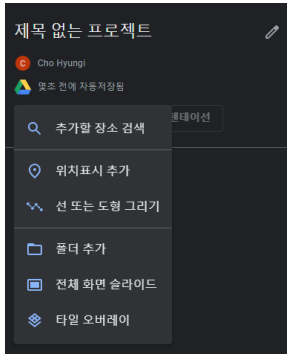 제목 없는 프로젝트
C
Cho Hyungi
몇초 전에 자동저장됨
추가할 장소 검색
위치표시 추가
선 또는 도형 그리기
폴더 추가
전체 화면 슬라이드
타일 오버레이